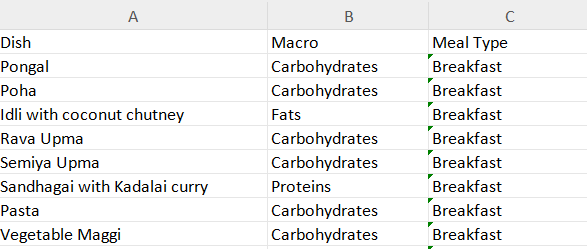 A B C
Dish Macro Meal Type
Pongal Carbohydrates Breakfast
Poha Carbohydrates Breakfast
Idli with coconut chutney Fats Breakfast
Rava Upma Carbohydrates Breakfast
Semiya Upma Carbohydrates Breakfast
Sandhagai with Kadalai curry Proteins Breakfast
Pasta Carbohydrates Breakfast
Vegetable Maggi Carbohydrates Breakfast